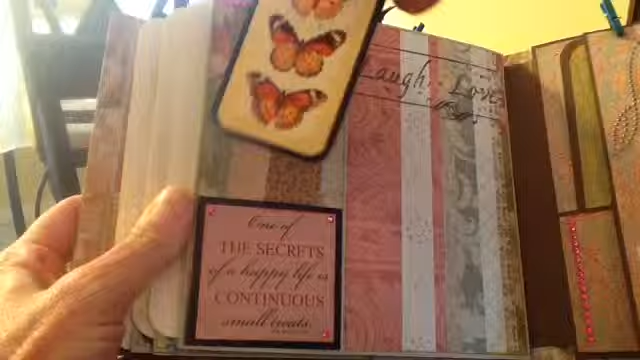 Laugh. Love
One of
THE SECRETS
of a happy life is
CONTINUOUS
small treats.